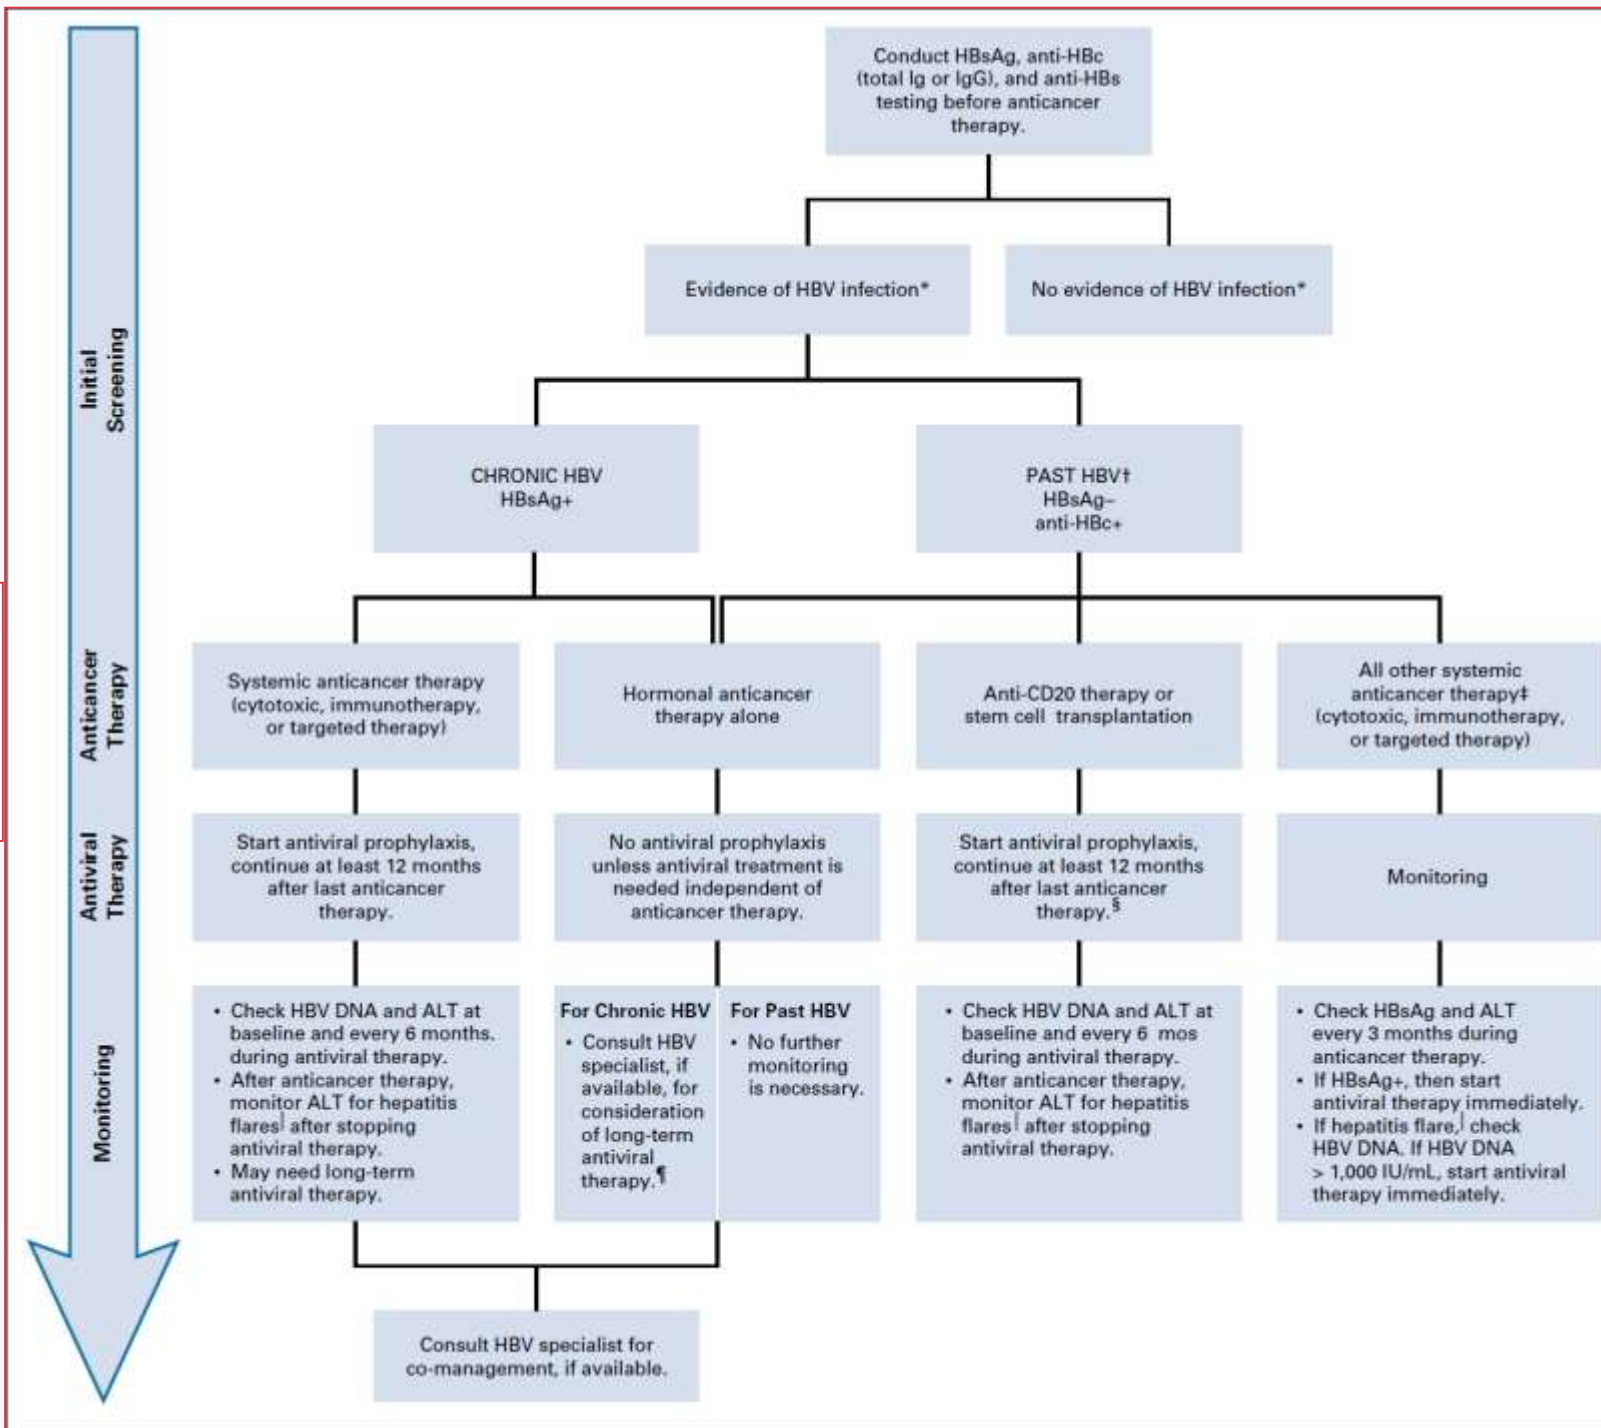 Conduct HBsAg, anti-HBc
(total Ig or IgG), and anti-HBs
testing before anticancer
therapy.
Evidence of HBV infection*
No evidence of HBV infection*
Initial
Screening
CHRONIC HBV
HBsAg+
PAST HBV†
HBsAg–
anti-HBc+
Anticancer
Therapy
Systemic anticancer therapy
(cytotoxic, immunotherapy,
or targeted therapy)
Hormonal anticancer
therapy alone
Anti-CD20 therapy or
stem cell transplantation
All other systemic
anticancer therapy‡
(cytotoxic, immunotherapy,
or targeted therapy)
Antiviral
Therapy
Start antiviral prophylaxis,
continue at least 12 months
after last anticancer
therapy.
No antiviral prophylaxis
unless antiviral treatment is
needed independent of
anticancer therapy.
Start antiviral prophylaxis,
continue at least 12 months
after last anticancer
therapy.§
Monitoring
Monitoring
• Check HBV DNA and ALT at
baseline and every 6 months.
during antiviral therapy.
• After anticancer therapy,
monitor ALT for hepatitis
flares| after stopping
antiviral therapy.
• May need long-term
antiviral therapy.
For Chronic HBV
• Consult HBV
specialist, if
available, for
consideration
of long-term
antiviral
therapy.¶
For Past HBV
• No further
monitoring
is necessary.
• Check HBV DNA and ALT at
baseline and every 6 mos
during antiviral therapy.
• After anticancer therapy,
monitor ALT for hepatitis
flares| after stopping
antiviral therapy.
• Check HBsAg and ALT
every 3 months during
anticancer therapy.
• If HBsAg+, then start
antiviral therapy immediately.
• If hepatitis flare,| check
HBV DNA. If HBV DNA
> 1,000 IU/mL, start antiviral
therapy immediately.
Consult HBV specialist for
co-management, if available.